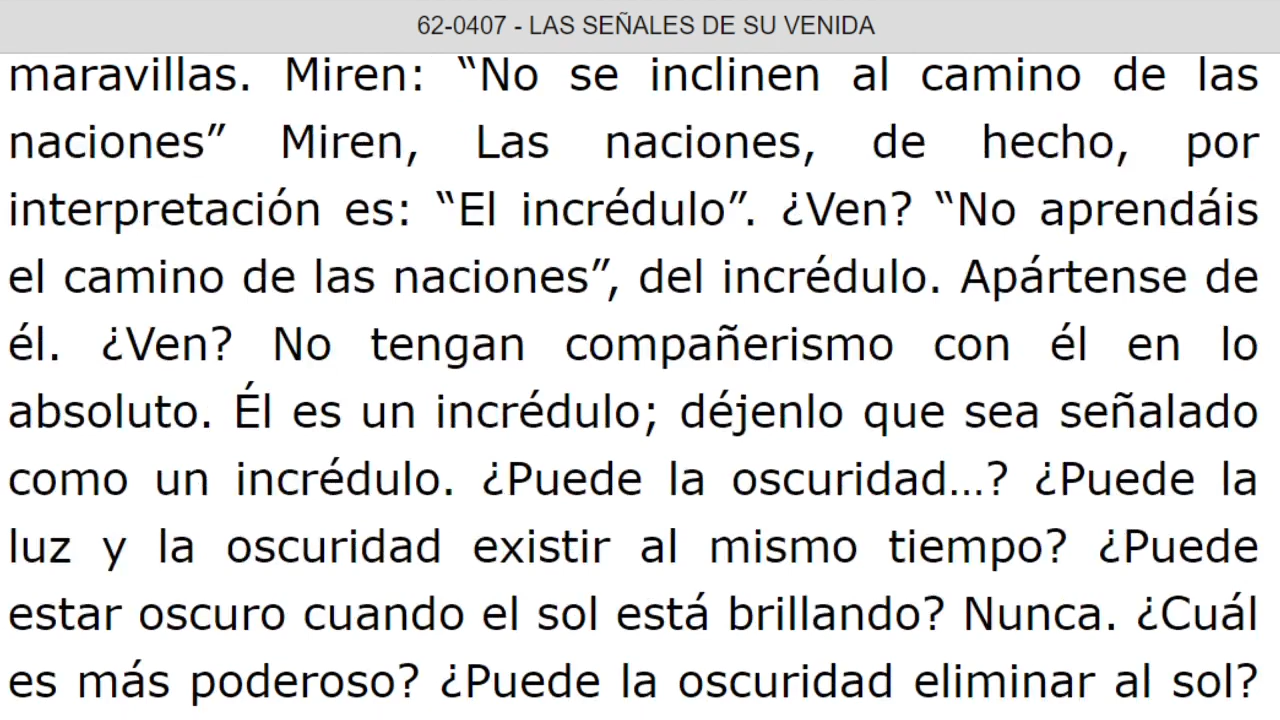 62-0407 - LAS SEÑALES DE SU VENIDA
maravillas. Miren: “No se inclinen al camino de las
naciones” Miren, Las naciones, de hecho, por
interpretación es: “El incrédulo”. ¿Ven? “No aprendáis
el camino de las naciones”, del incrédulo. Apártense de
él. ¿Ven? No tengan compañerismo con él en lo
absoluto. Él es un incrédulo; déjenlo que sea señalado
como un incrédulo. ¿Puede la oscuridad...? ¿Puede la
luz y la oscuridad existir al mismo tiempo? ¿Puede
estar oscuro cuando el sol está brillando? Nunca. ¿Cuál
es más poderoso? ¿Puede la oscuridad eliminar al sol?